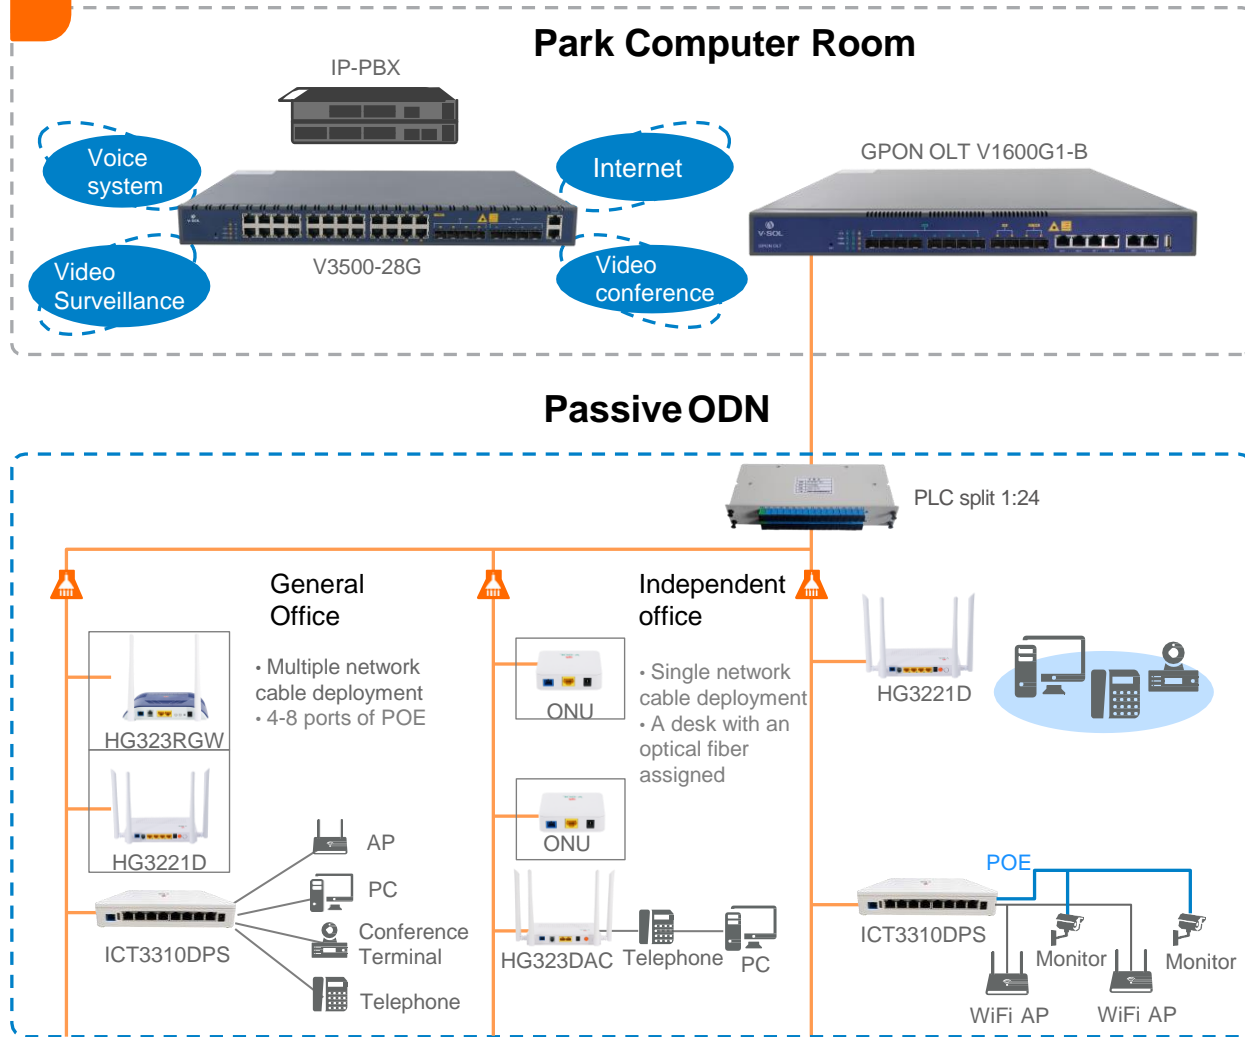 Park Computer Room
IP-PBX
Voice
system
Internet
GPON OLT V1600G1-B
V-SOL
GPON OLT
V3500-28G
Video
Surveillance
Video
conference
Passive ODN
PLC split 1:24
General
Office
• Multiple network
cable deployment
• 4-8 ports of POE
HG323RGW
HG3221D
AP
PC
Conference
Terminal
Telephone
ICT3310DPS
Independent
office
• Single network
cable deployment
• A desk with an
optical fiber
assigned
ONU
ONU
HG323DAC
Telephone
PC
HG3221D
POE
ICT3310DPS
Monitor
Monitor
WiFi AP
WiFi AP